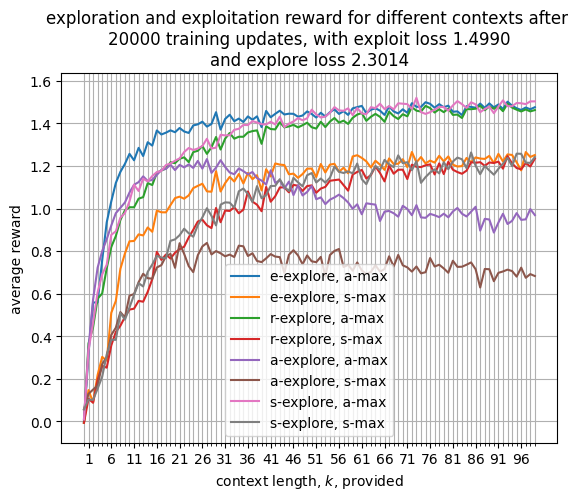 exploration and exploitation reward for different contexts after
20000 training updates, with exploit loss 1.4990
and explore loss 2.3014
1.6
1.4
1.2
1.0
0.8
0.6
0.4
0.2
0.0
average reward
e-explore, a-max
e-explore, s-max
r-explore, a-max
r-explore, s-max
a-explore, a-max
a-explore, s-max
s-explore, a-max
s-explore, s-max
1 6 11 16 21 26 31 36 41 46 51 56 61 66 71 76 81 86 91 96
context length, k, provided